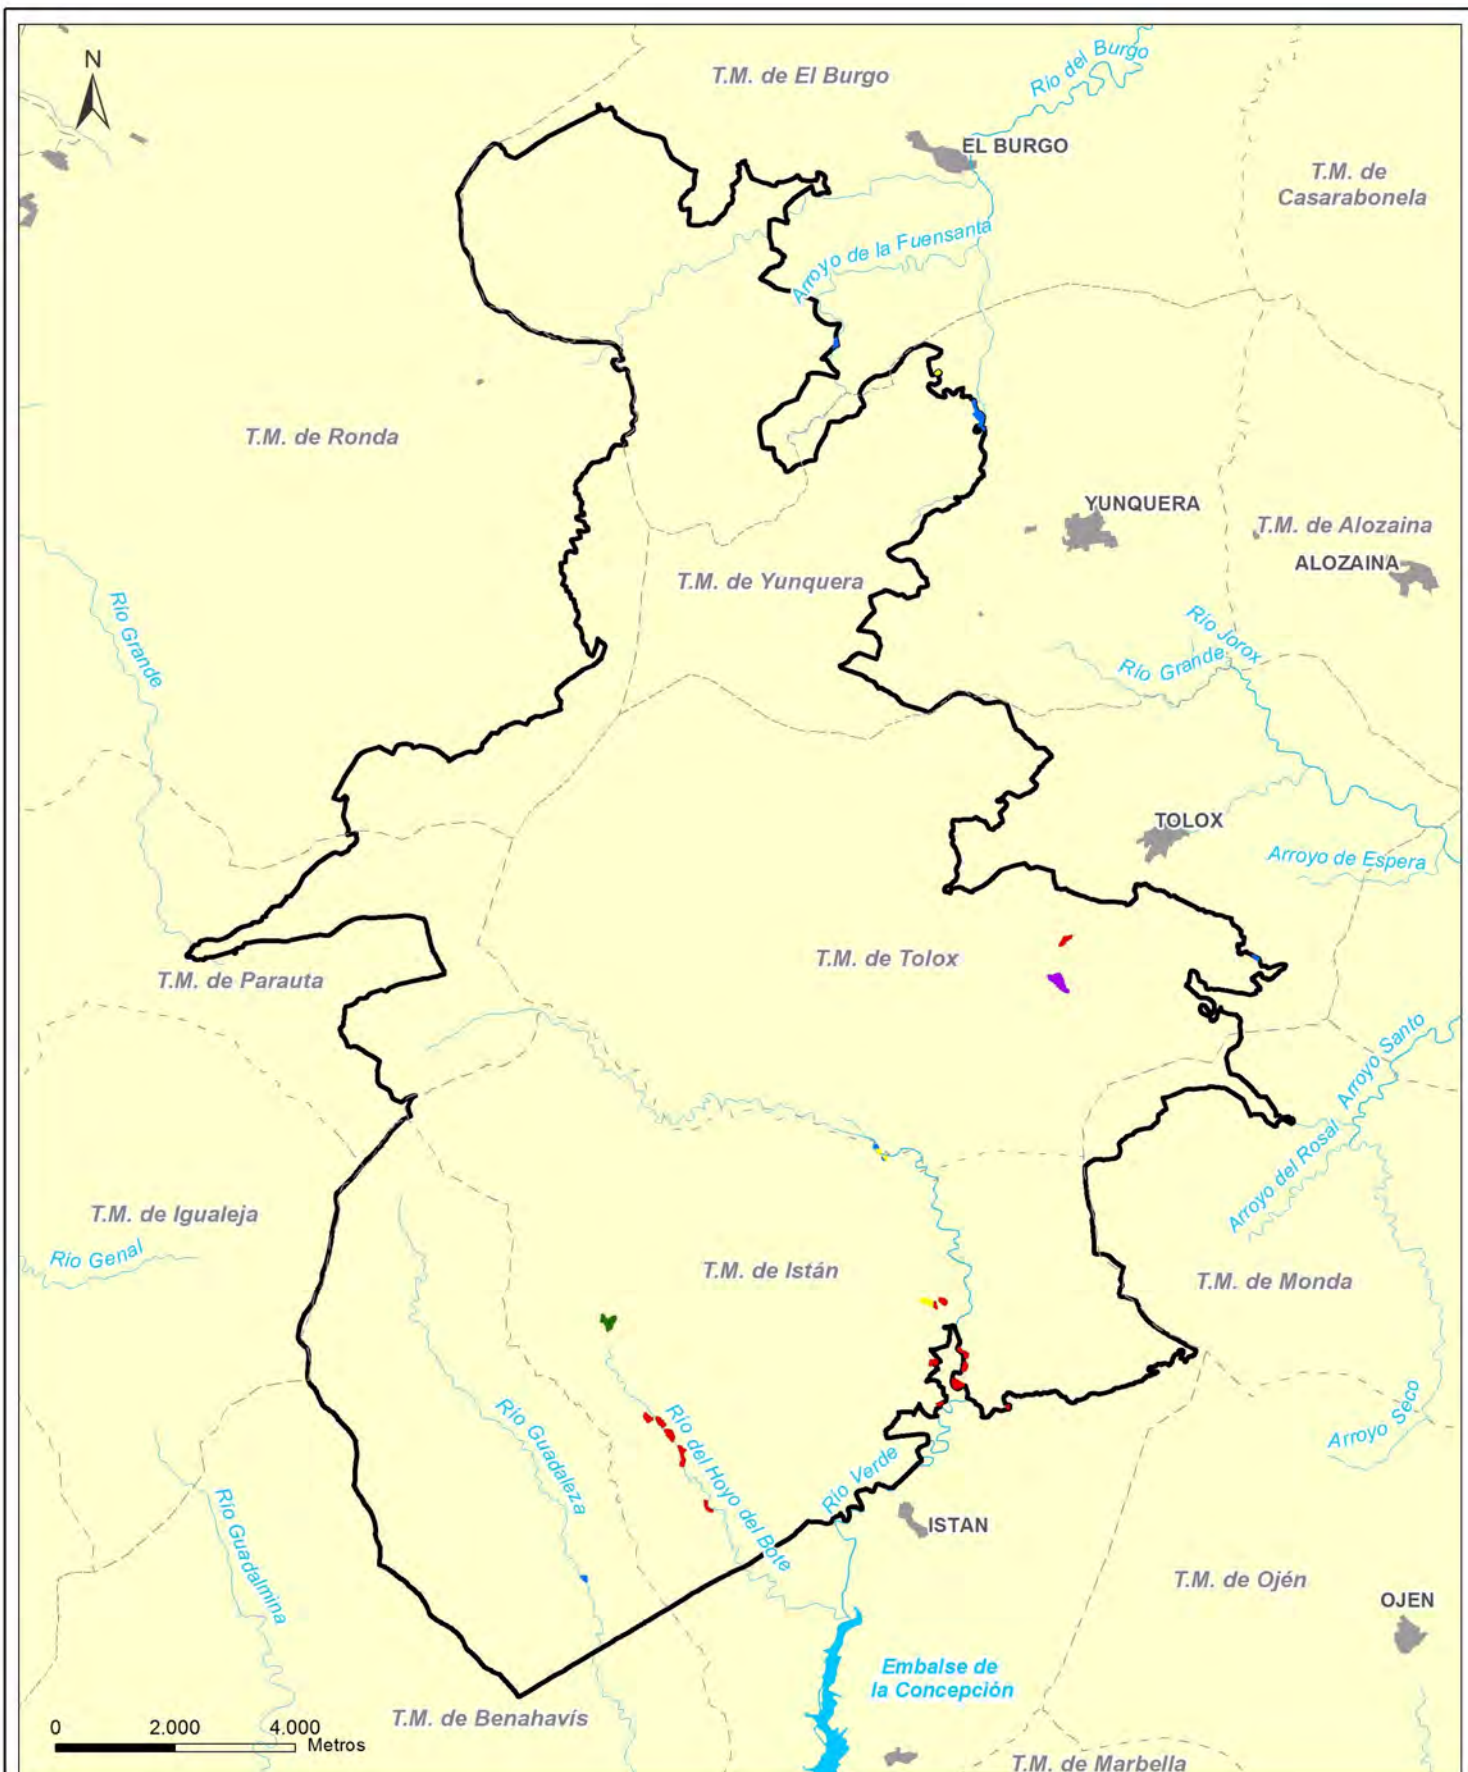 N
T.M. de El Burgo
Río del Burgo
EL BURGO
T.M. de
Casarabonela
Arroyo de la Fuensanta
T.M. de Ronda
YUNQUERA
T.M. de Alozaina
ALOZAINA
T.M. de Yunquera
Río Grande
Río Jorox
Río Grande
TOLOX
Arroyo de Espera
T.M. de Tolox
T.M. de Parauta
Arroyo Santo
Arroyo del Rosal
T.M. de Igualeja
Río Genal
T.M. de Istán
T.M. de Monda
Río Guadaleza
Río del Hoyo del Bote
Río Verde
Arroyo Seco
Río Guadalmina
ISTAN
T.M. de Ojén
OJEN
Embalse de
la Concepción
T.M. de Benahavís
0 2.000 4.000
Metros
T.M. de Marbella